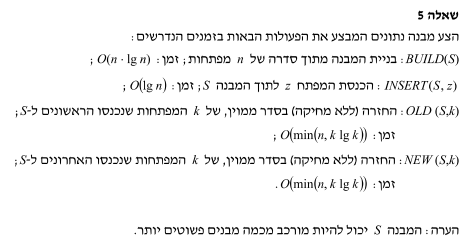 שאלה 5
הצע מבנה נתונים המבצע את הפעולות הבאות בזמנים הנדרשים :
BUILD(S) : בניית המבנה מתוך סדרה של n מפתחות ; זמן : O(n · lg n) ;
INSERT(S, z) : הכנסת המפתח z לתוך המבנה S ; זמן : O(lg n) ;
OLD (S,k) : החזרה (ללא מחיקה) בסדר ממוין, של k המפתחות שנכנסו הראשונים ל-S ;
זמן : O(min(n, k lg k)) ;
NEW (S,k) : החזרה (ללא מחיקה) בסדר ממוין, של k המפתחות שנכנסו האחרונים ל-S ;
זמן : O(min(n, k lg k)) .
הערה : המבנה S יכול להיות מורכב מכמה מבנים פשוטים יותר.